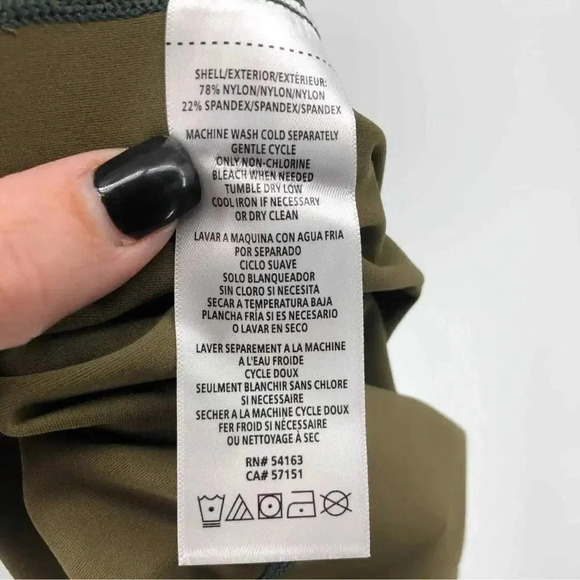 SHELL/EXTERIOR/EXTÉRIEUR:
78% NYLON/NYLON/NYLON
22% SPANDEX/SPANDEX/SPANDEX
MACHINE WASH COLD SEPARATELY
GENTLE CYCLE
ONLY NON-CHLORINE
BLEACH WHEN NEEDED
TUMBLE DRY LOW
COOL IRON IF NECESSARY
OR DRY CLEAN
LAVAR A MAQUINA CON AGUA FRIA
POR SEPARADO
CICLO SUAVE
SOLO BLANQUEADOR
SIN CLORO SI NECESITA
SECAR A TEMPERATURA BAJA
PLANCHA FRÍA SI ES NECESARIO
O LAVAR EN SECO
LAVER SEPAREMENT A LA MACHINE
A L'EAU FROIDE
CYCLE DOUX
SEULMENT BLANCHIR SANS CHLORE
SI NECESSAIRE
SECHER A LA MACHINE CYCLE DOUX
FER FROID SI NÉCESSAIRE
OU NETTOYAGE À SEC
RN# 54163
CA# 57151